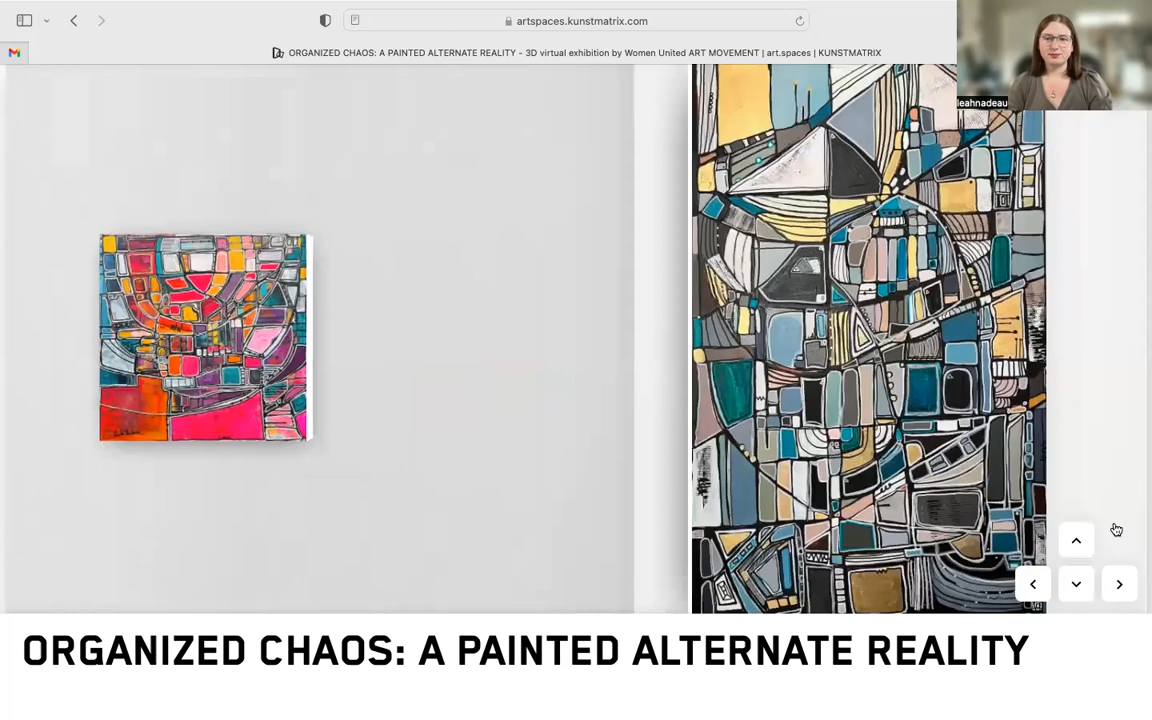 artspaces.kunstmatrix.com
ORGANIZED CHAOS: A PAINTED ALTERNATE REALITY - 3D virtual exhibition by Women United ART MOVEMENT | art.spaces | KUNSTMATRIX
leahnadeau
ORGANIZED CHAOS: A PAINTED ALTERNATE REALITY